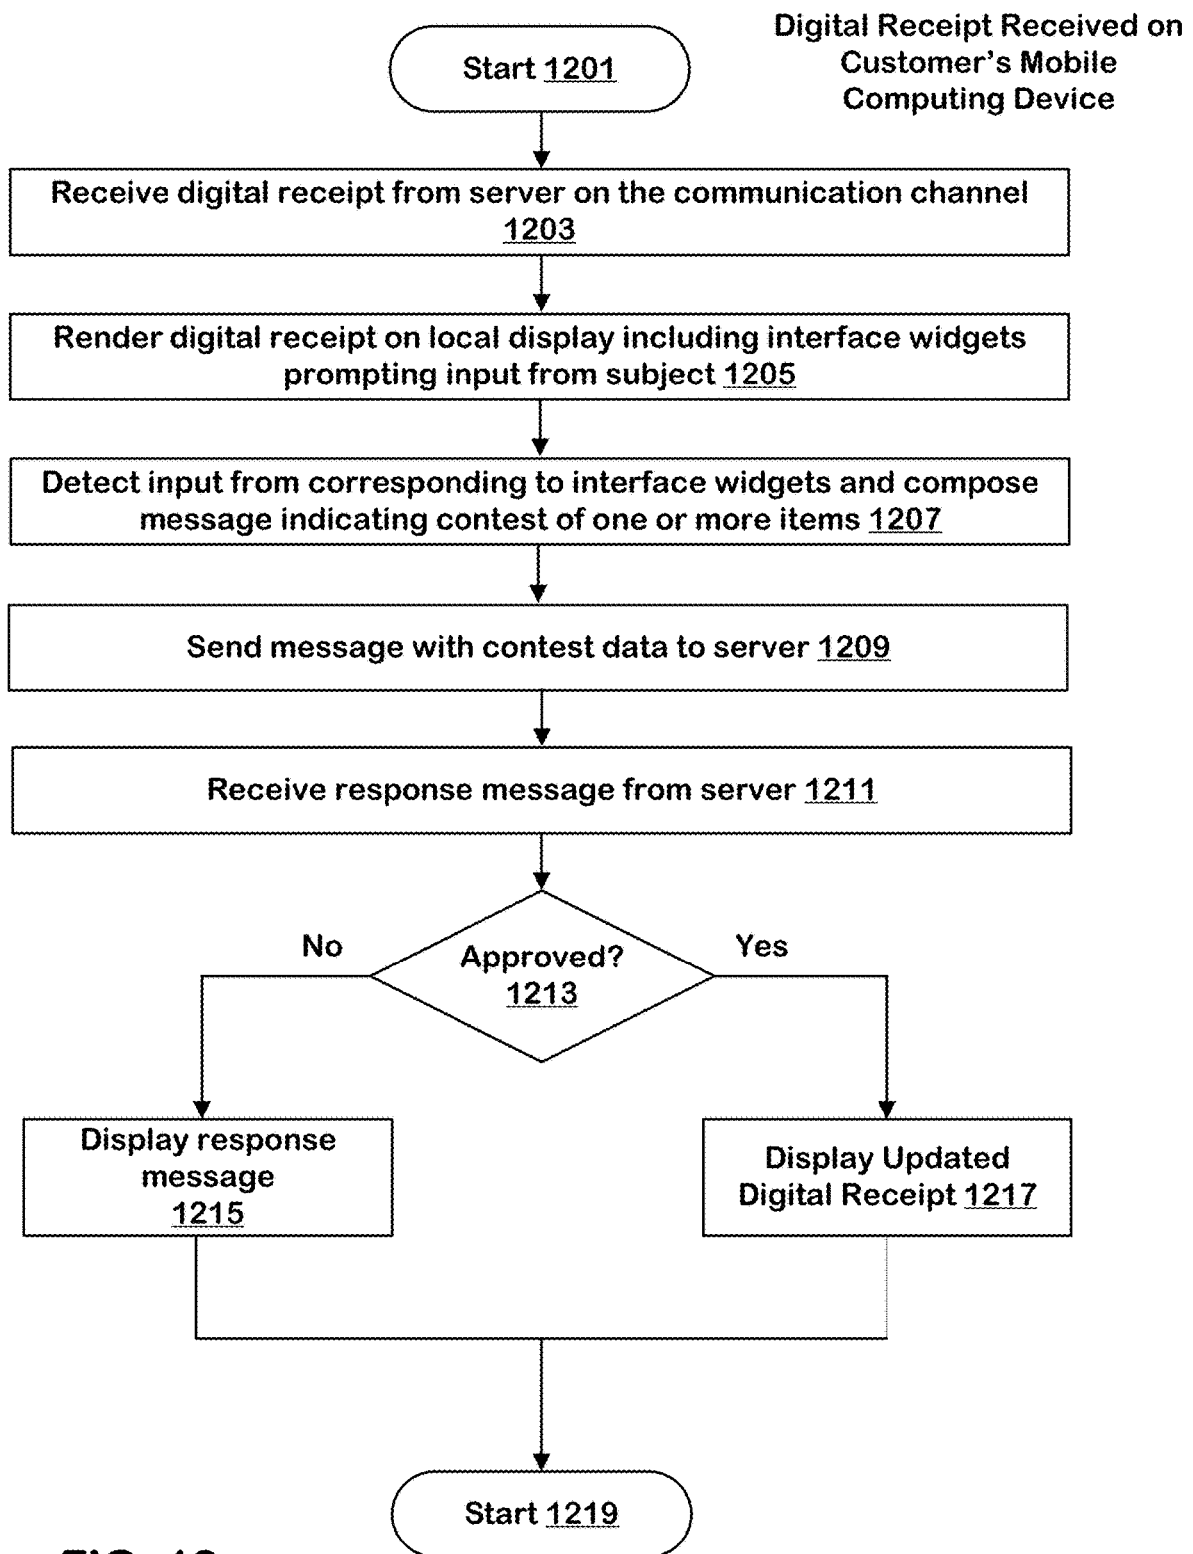 Digital Receipt Received on
Customer's Mobile
Computing Device
Start 1201
Receive digital receipt from server on the communication channel
1203
Render digital receipt on local display including interface widgets
prompting input from subject 1205
Detect input from corresponding to interface widgets and compose
message indicating contest of one or more items 1207
Send message with contest data to server 1209
Receive response message from server 1211
No
Approved?
1213
Yes
Display response
message
1215
Display Updated
Digital Receipt 1217
Start 1219